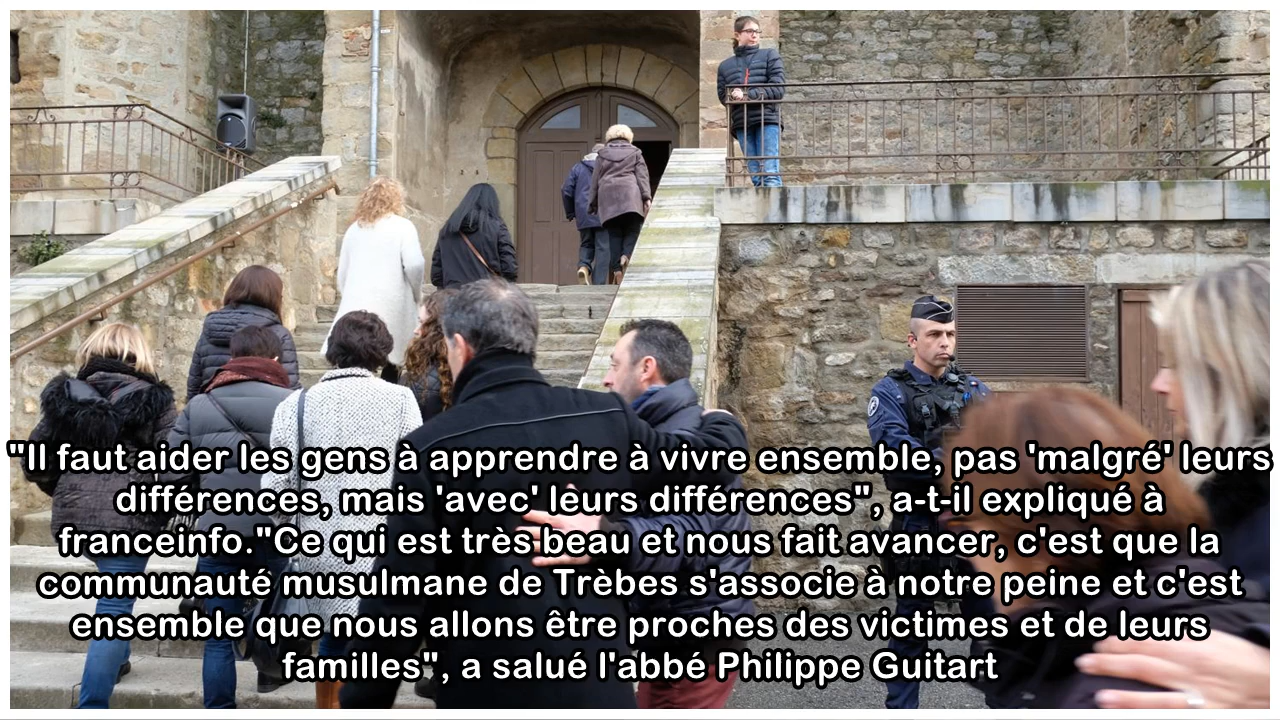 "Il faut aider les gens à apprendre à vivre ensemble, pas 'malgré' leurs
différences, mais 'avec' leurs différences", a-t-il expliqué à
franceinfo."Ce qui est très beau et nous fait avancer, c'est que la
communauté musulmane de Trèbes s'associe à notre peine et c'est
ensemble que nous allons être proches des victimes et de leurs
familles", a salué l'abbé Philippe Guitart